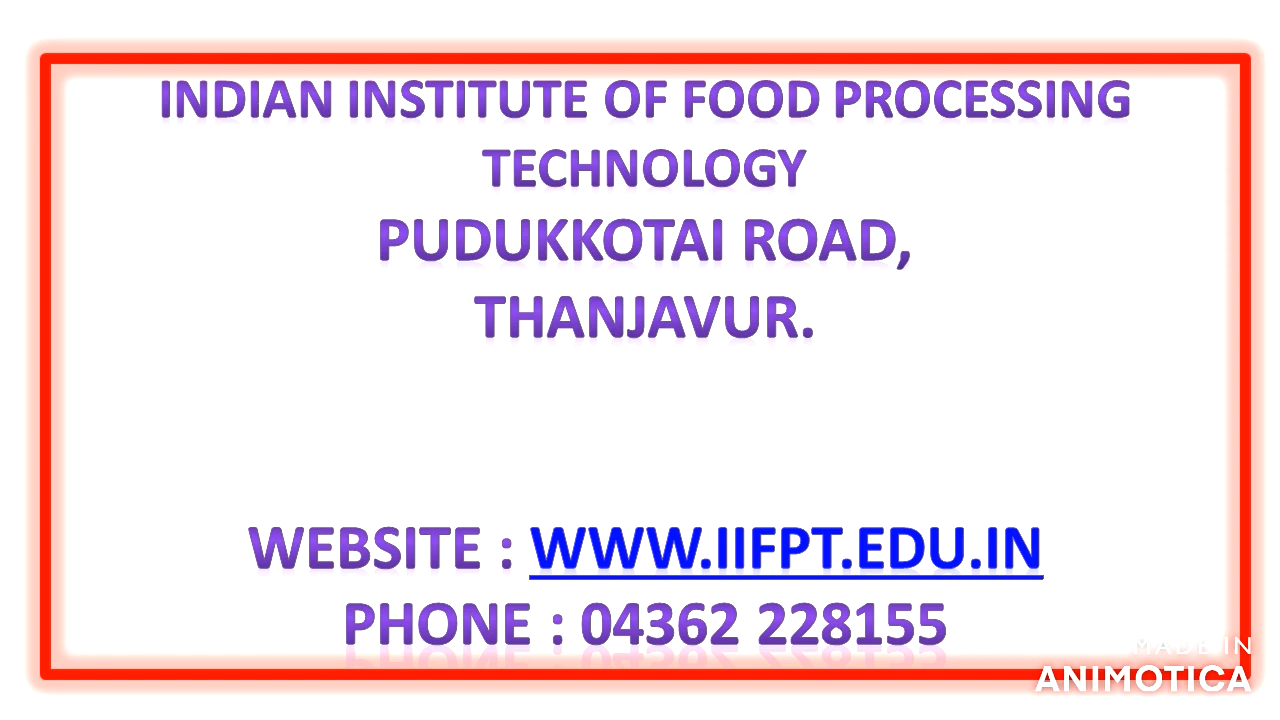 INDIAN INSTITUTE OF FOOD PROCESSING
TECHNOLOGY
PUDUKKOTAI ROAD,
THANJAVUR.
WEBSITE : WWW.IIFPT.EDU.IN
PHONE : 04362 228155
MADE IN
ANIMOTICA